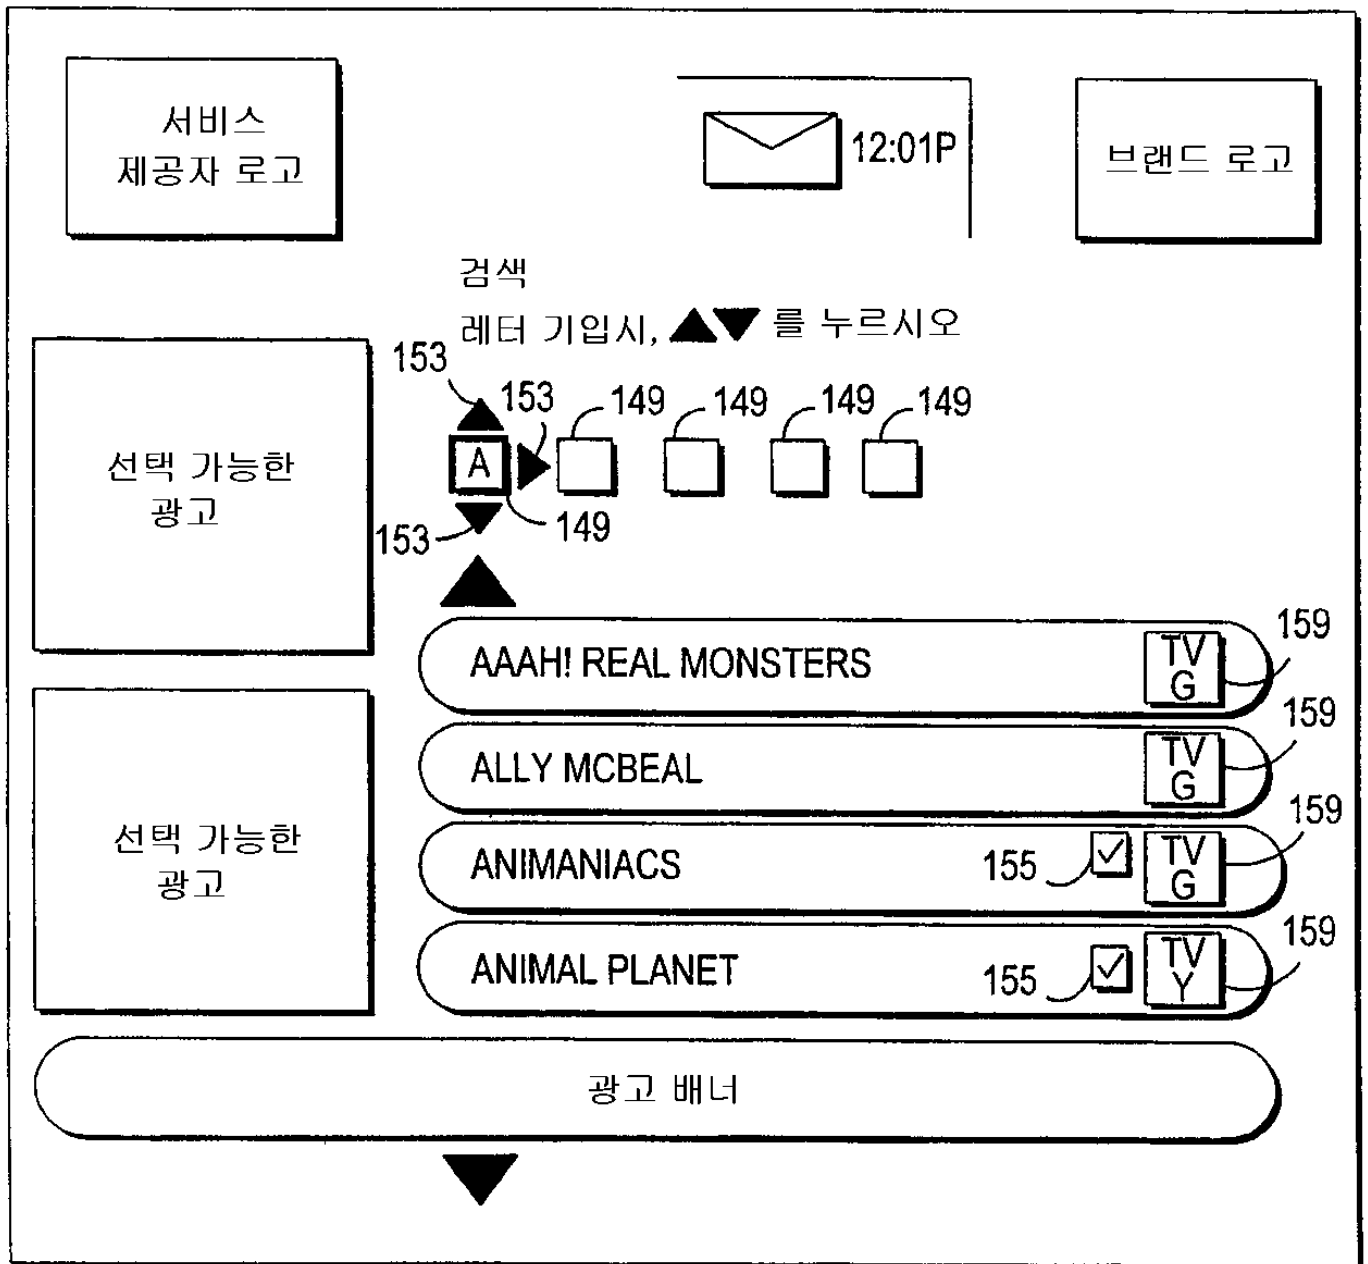 서비스
제공자 로고
12:01P
브랜드 로고
검색
레터 기입시, ▲▼ 를 누르시오
153
153
149
149
149
149
A
153
149
선택 가능한
광고
AAAH! REAL MONSTERS
TV
G
159
ALLY MCBEAL
TV
G
159
선택 가능한
광고
ANIMANIACS
155
TV
G
159
ANIMAL PLANET
155
TV
Y
159
광고 배너